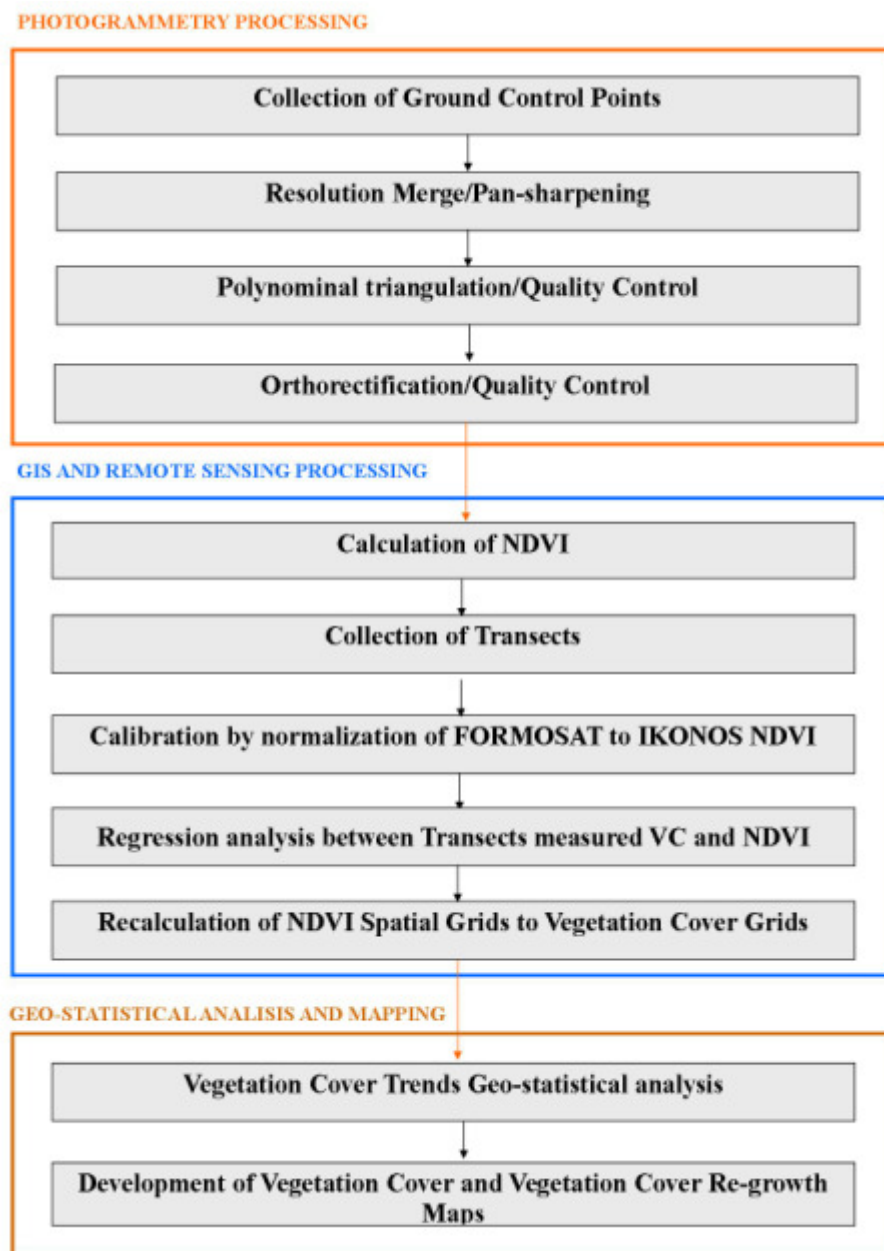 PHOTOGRAMMETRY PROCESSING
Collection of Ground Control Points
Resolution Merge/Pan-sharpening
Polynominal triangulation/Quality Control
Orthorectification/Quality Control
GIS AND REMOTE SENSING PROCESSING
Calculation of NDVI
Collection of Transects
Calibration by normalization of FORMOSAT to IKONOS NDVI
Regression analysis between Transects measured VC and NDVI
Recalculation of NDVI Spatial Grids to Vegetation Cover Grids
GEO-STATISTICAL ANALISIS AND MAPPING
Vegetation Cover Trends Geo-statistical analysis
Development of Vegetation Cover and Vegetation Cover Re-growth
Maps